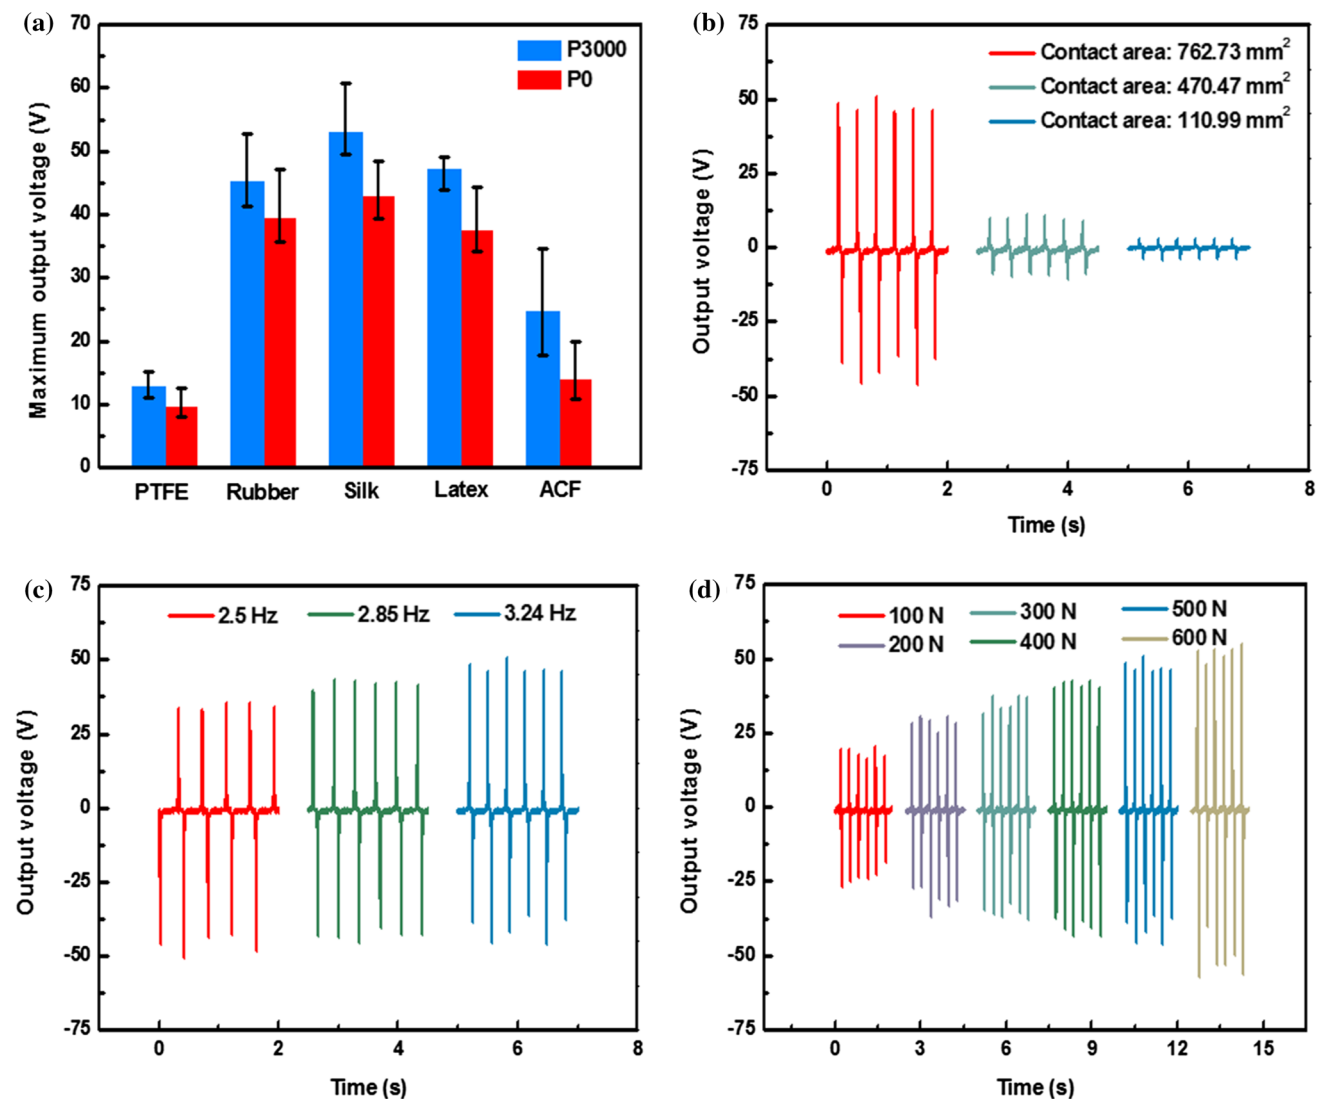 (a)
70
60
50
40
30
20
10
0
Maximum output voltage (V)
P3000
P0
PTFE Rubber Silk Latex ACF
(b)
75
50
25
0
-25
-50
-75
Output voltage (V)
Contact area: 762.73 mm²
Contact area: 470.47 mm²
Contact area: 110.99 mm²
0 2 4 6 8
Time (s)
(c)
75
50
25
0
-25
-50
-75
Output voltage (V)
2.5 Hz 2.85 Hz 3.24 Hz
0 2 4 6 8
Time (s)
(d)
75
50
25
0
-25
-50
-75
Output voltage (V)
100 N 300 N 500 N
200 N 400 N 600 N
0 3 6 9 12 15
Time (s)